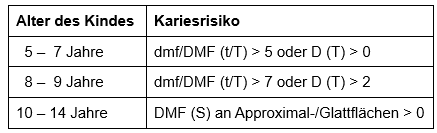 Alter des Kindes Kariesrisiko
5 – 7 Jahre dmf/DMF (t/T) > 5 oder D (T) > 0
8 – 9 Jahre dmf/DMF (t/T) > 7 oder D (T) > 2
10 – 14 Jahre DMF (S) an Approximal-/Glattflächen > 0